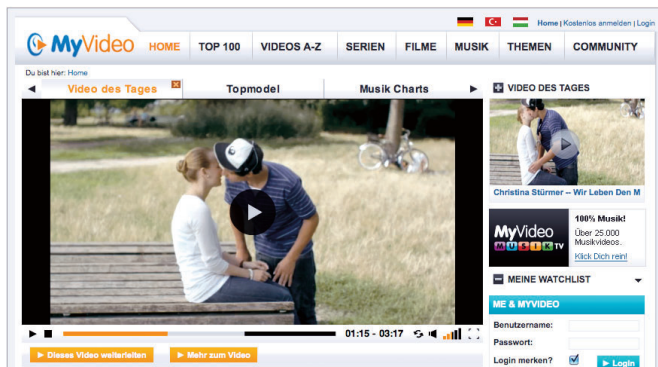 Home | Kostenlos anmelden | Login
MyVideo
HOME TOP 100 VIDEOS A-Z SERIEN FILME MUSIK THEMEN COMMUNITY
Du bist hier: Home
Video des Tages Topmodel Musik Charts
VIDEO DES TAGES
Christina Stürmer -- Wir Leben Den M
MyVideo
MUSIK TV
100% Musik!
Über 25.000
Musikvideos.
Klick Dich rein!
MEINE WATCHLIST
ME & MYVIDEO
Benutzername:
Passwort:
Login merken?
Login
01:15 - 03:17
Dieses Video weiterleiten
Mehr zum Video